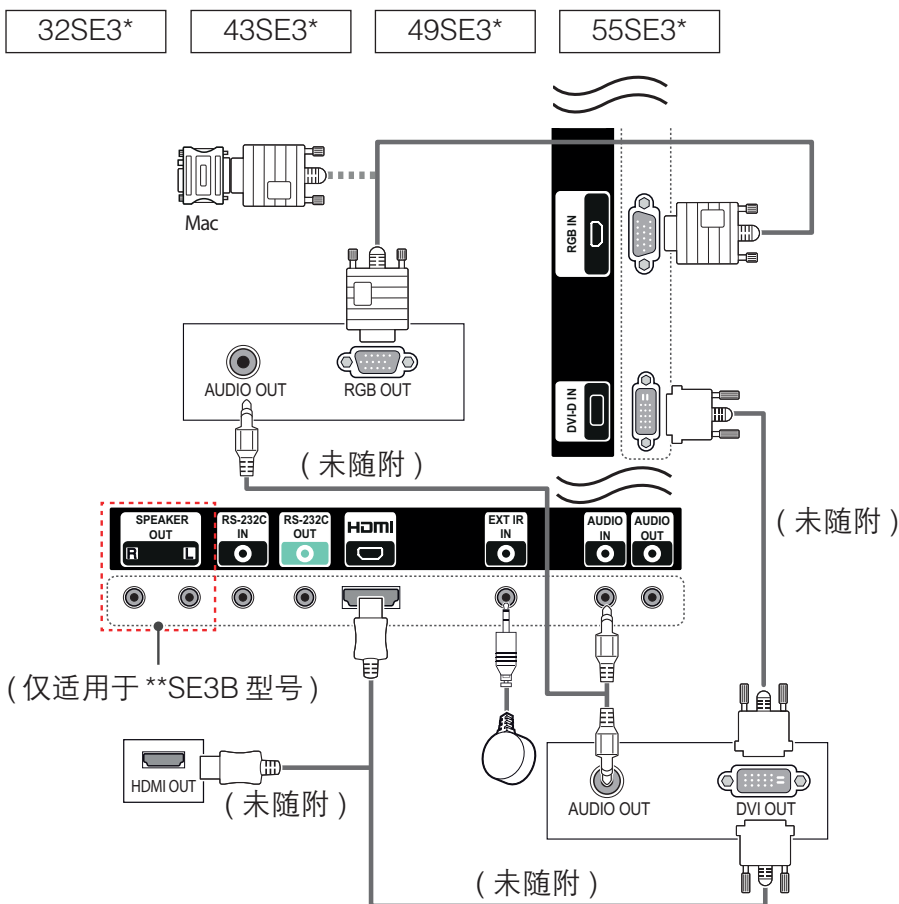 32SE3*
43SE3*
49SE3*
55SE3*
Mac
RGB IN
AUDIO OUT
RGB OUT
DVI-D IN
(未随附)
(未随附)
SPEAKER
OUT
R
L
RS-232C
IN
RS-232C
OUT
HDMI
EXT IR
IN
AUDIO
IN
AUDIO
OUT
(仅适用于 **SE3B 型号)
HDMI OUT
(未随附)
AUDIO OUT
DVI OUT
(未随附)